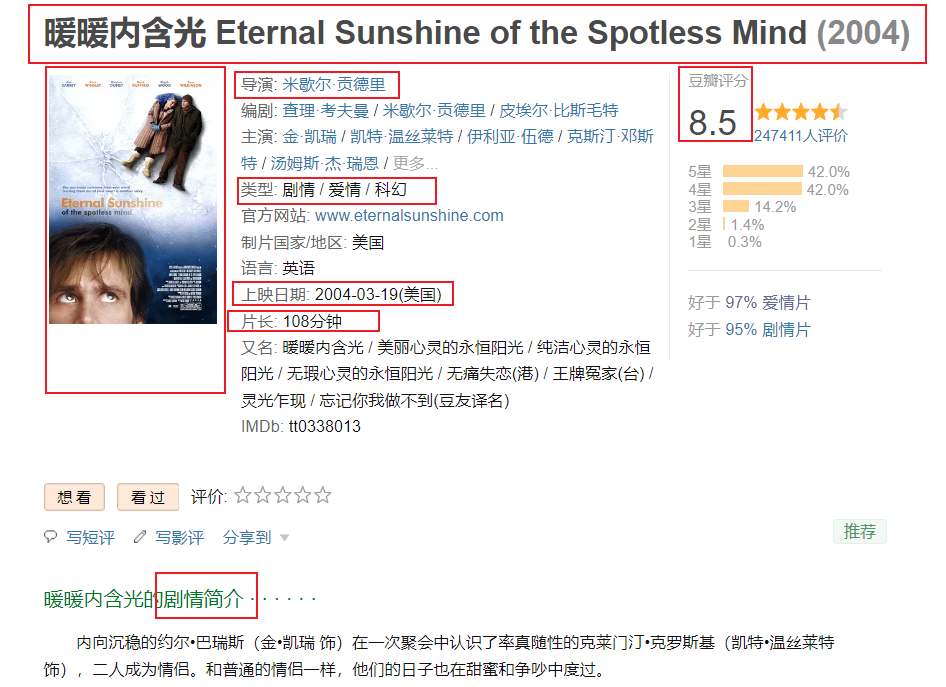 暖暖内含光 Eternal Sunshine of the Spotless Mind (2004)
Eternal Sunshine
of the spotless mind
导演: 米歇尔·贡德里
编剧: 查理·考夫曼 / 米歇尔·贡德里 / 皮埃尔·比斯毛特
主演: 金·凯瑞 / 凯特·温丝莱特 / 伊利亚·伍德 / 克斯汀·邓斯
特 / 汤姆斯·杰·瑞恩 / 更多...
类型: 剧情 / 爱情 / 科幻
官方网站: www.eternalsunshine.com
制片国家/地区: 美国
语言: 英语
上映日期: 2004-03-19(美国)
片长: 108分钟
又名: 暖暖内含光 / 美丽心灵的永恒阳光 / 纯洁心灵的永恒
阳光 / 无瑕心灵的永恒阳光 / 无痛失恋(港) / 王牌冤家(台) /
灵光乍现 / 忘记你我做不到(豆友译名)
IMDb: tt0338013
豆瓣评分
8.5
247411人评价
5星 42.0%
4星 42.0%
3星 14.2%
2星 1.4%
1星 0.3%
好于 97% 爱情片
好于 95% 剧情片
想看 看过 评价:
写短评 写影评 分享到
推荐
暖暖内含光的剧情简介 · · · · · ·
内向沉稳的约尔•巴瑞斯（金•凯瑞 饰）在一次聚会中认识了率真随性的克莱门汀•克罗斯基（凯特•温丝莱特
饰），二人成为情侣。和普通的情侣一样，他们的日子也在甜蜜和争吵中度过。